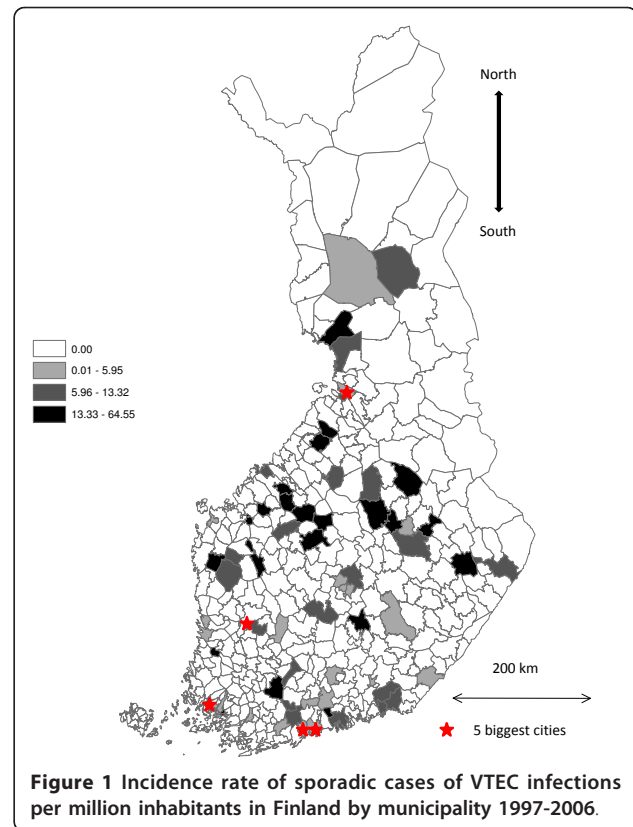 North
South
0.00
0.01 - 5.95
5.96 - 13.32
13.33 - 64.55
200 km
5 biggest cities
Figure 1 Incidence rate of sporadic cases of VTEC infections
per million inhabitants in Finland by municipality 1997-2006.